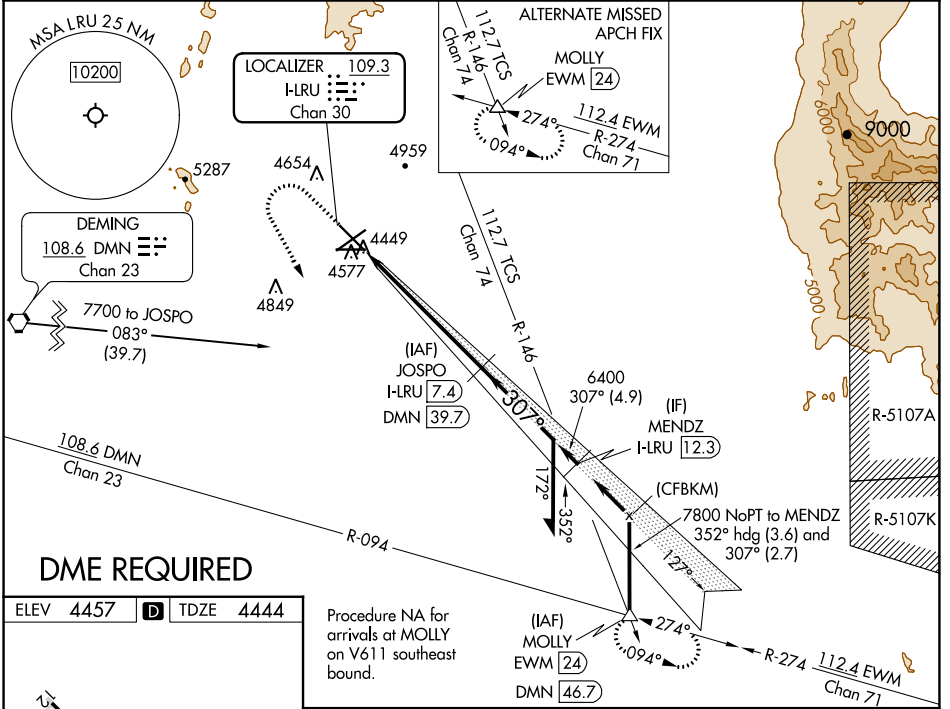 MSA LRU 25 NM
10200
5287
LOCALIZER 109.3
I-LRU
Chan 30
4654
4959
4449
4577
4849
DEMING
108.6 DMN
Chan 23
7700 to JOSPO
083°
(39.7)
ALTERNATE MISSED
APCH FIX
112.7 TCS
R-146
Chan 74
MOLLY
EWM 24
274°
094°
112.4 EWM
R-274
Chan 71
6000
9000
5000
R-5107A
R-5107K
112.7 TCS
Chan 74
R-146
(IAF)
JOSPO
I-LRU 7.4
DMN 39.7
307°
6400
307° (4.9)
(IF)
MENDZ
I-LRU 12.3
(CFBKM)
172°
352°
7800 NoPT to MENDZ
352° hdg (3.6) and
307° (2.7)
127°
108.6 DMN
Chan 23
R-094
DME REQUIRED
ELEV 4457 D TDZE 4444
12
Procedure NA for
arrivals at MOLLY
on V611 southeast
bound.
(IAF)
MOLLY
EWM 24
DMN 46.7
274°
094°
R-274
112.4 EWM
Chan 71